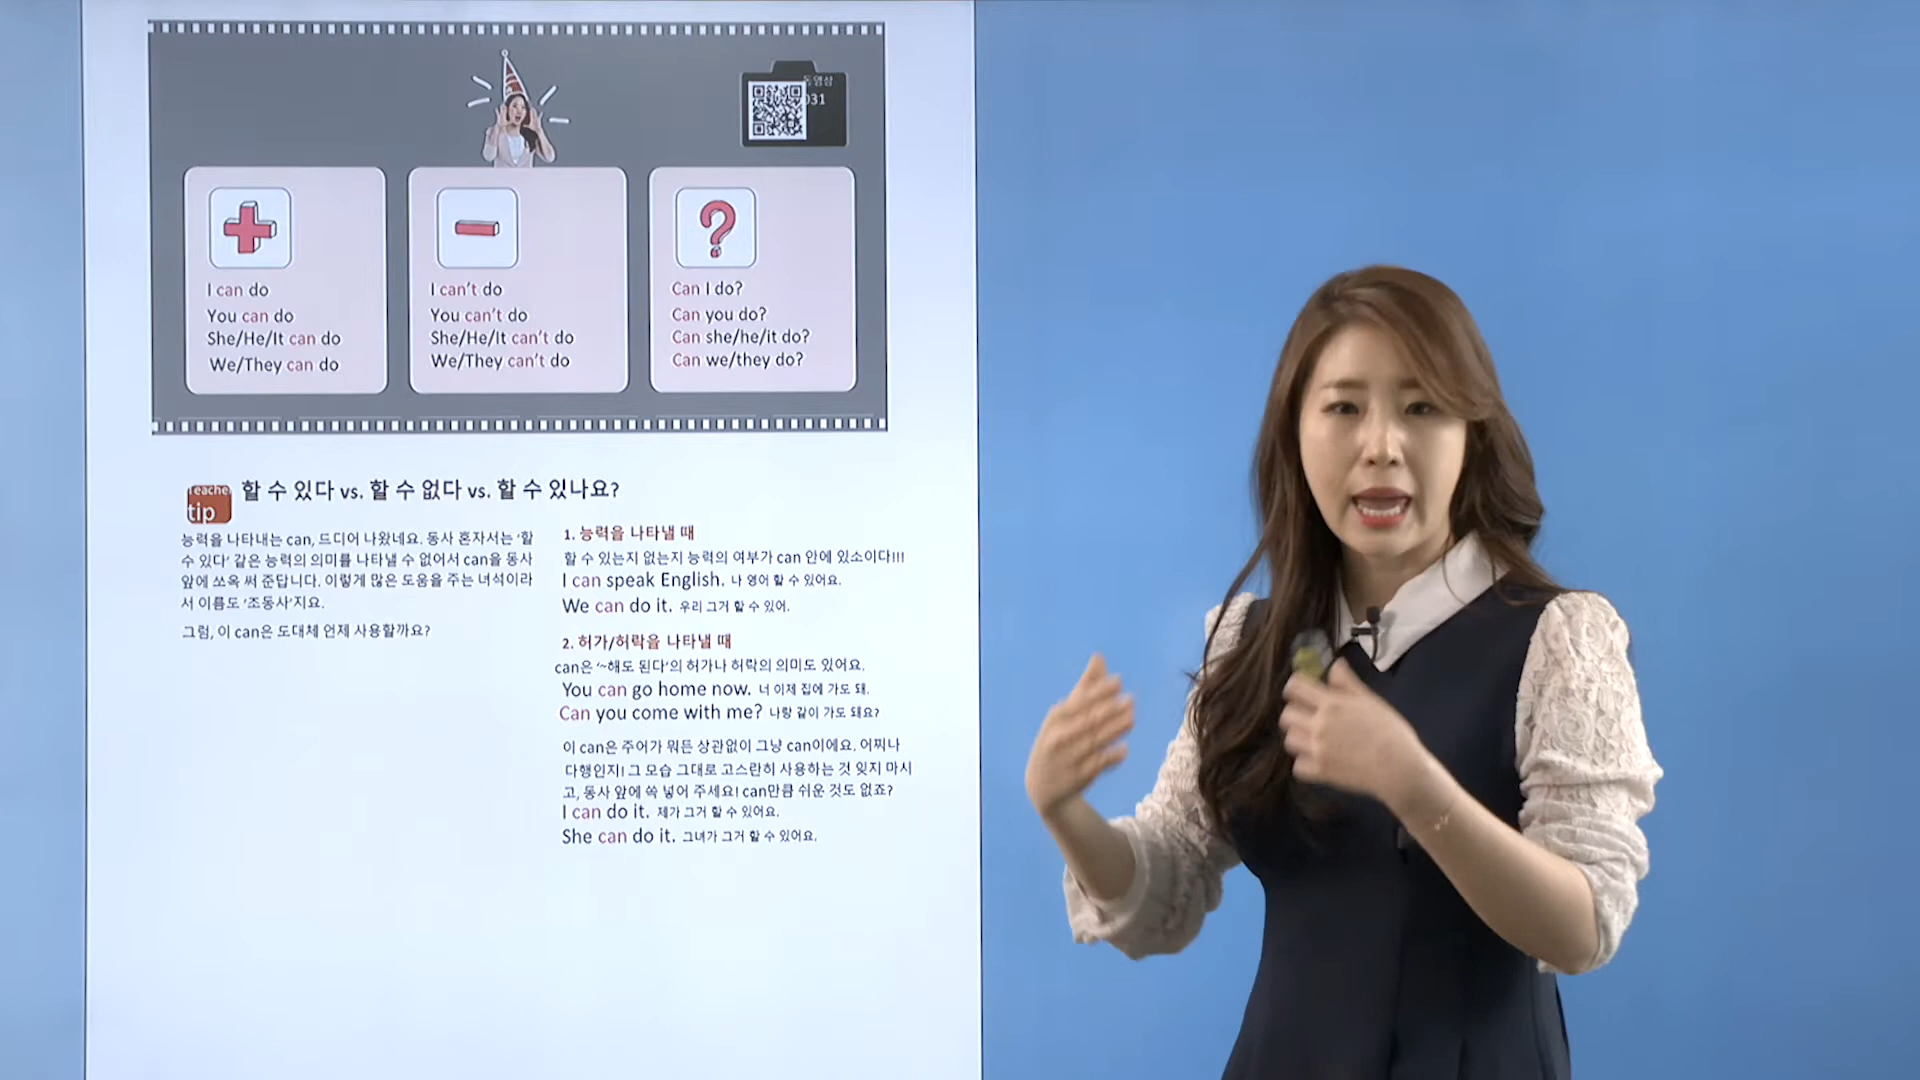 동영상
031
I can do
You can do
She/He/It can do
We/They can do
I can't do
You can't do
She/He/It can't do
We/They can't do
Can I do?
Can you do?
Can she/he/it do?
Can we/they do?
Teacher
tip
할 수 있다 vs. 할 수 없다 vs. 할 수 있나요?
능력을 나타내는 can, 드디어 나왔네요. 동사 혼자서는 '할
수 있다' 같은 능력의 의미를 나타낼 수 없어서 can을 동사
앞에 쏘옥 써 준답니다. 이렇게 많은 도움을 주는 녀석이라
서 이름도 '조동사'지요.
그럼, 이 can은 도대체 언제 사용할까요?
1. 능력을 나타낼 때
할 수 있는지 없는지 능력의 여부가 can 안에 있소이다!!!
I can speak English. 나 영어 할 수 있어요.
We can do it. 우리 그거 할 수 있어.
2. 허가/허락을 나타낼 때
can은 '~해도 된다'의 허가나 허락의 의미도 있어요.
You can go home now. 너 이제 집에 가도 돼.
Can you come with me? 나랑 같이 가도 돼요?
이 can은 주어가 뭐든 상관없이 그냥 can이에요. 어찌나
다행인지! 그 모습 그대로 고스란히 사용하는 것 잊지 마시
고, 동사 앞에 쏙 넣어 주세요! can만큼 쉬운 것도 없죠?
I can do it. 제가 그거 할 수 있어요.
She can do it. 그녀가 그거 할 수 있어요.